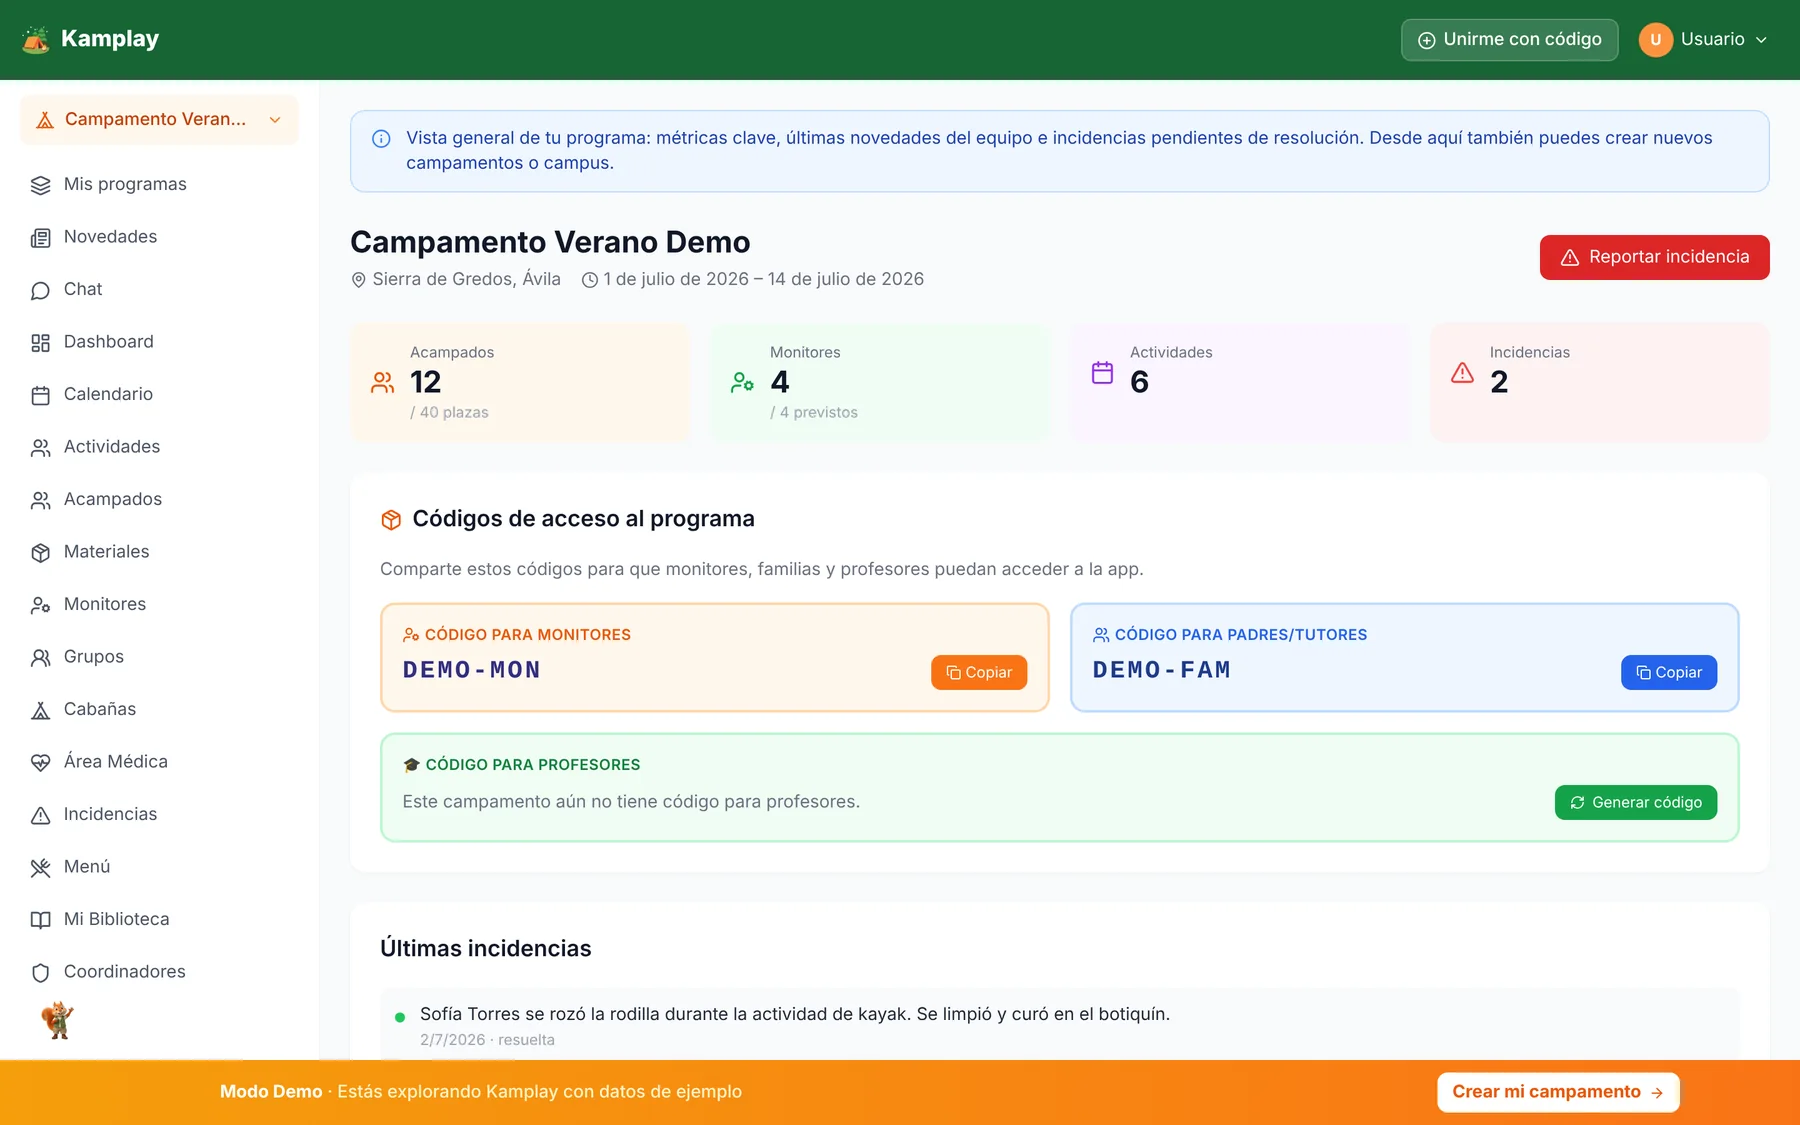 Kamplay
Unirme con código
U
Usuario
Campamento Veran...
Mis programas
Novedades
Chat
Dashboard
Calendario
Actividades
Acampados
Materiales
Monitores
Grupos
Cabañas
Área Médica
Incidencias
Menú
Mi Biblioteca
Coordinadores
Vista general de tu programa: métricas clave, últimas novedades del equipo e incidencias pendientes de resolución. Desde aquí también puedes crear nuevos
campamentos o campus.
Campamento Verano Demo
Sierra de Gredos, Ávila 1 de julio de 2026 – 14 de julio de 2026
Reportar incidencia
Acampados
12
/ 40 plazas
Monitores
4
/ 4 previstos
Actividades
6
Incidencias
2
Códigos de acceso al programa
Comparte estos códigos para que monitores, familias y profesores puedan acceder a la app.
CÓDIGO PARA MONITORES
DEMO-MON
Copiar
CÓDIGO PARA PADRES/TUTORES
DEMO-FAM
Copiar
CÓDIGO PARA PROFESORES
Este campamento aún no tiene código para profesores.
Generar código
Últimas incidencias
Sofía Torres se rozó la rodilla durante la actividad de kayak. Se limpió y curó en el botiquín.
2/7/2026 · resuelta
Modo Demo · Estás explorando Kamplay con datos de ejemplo
Crear mi campamento →